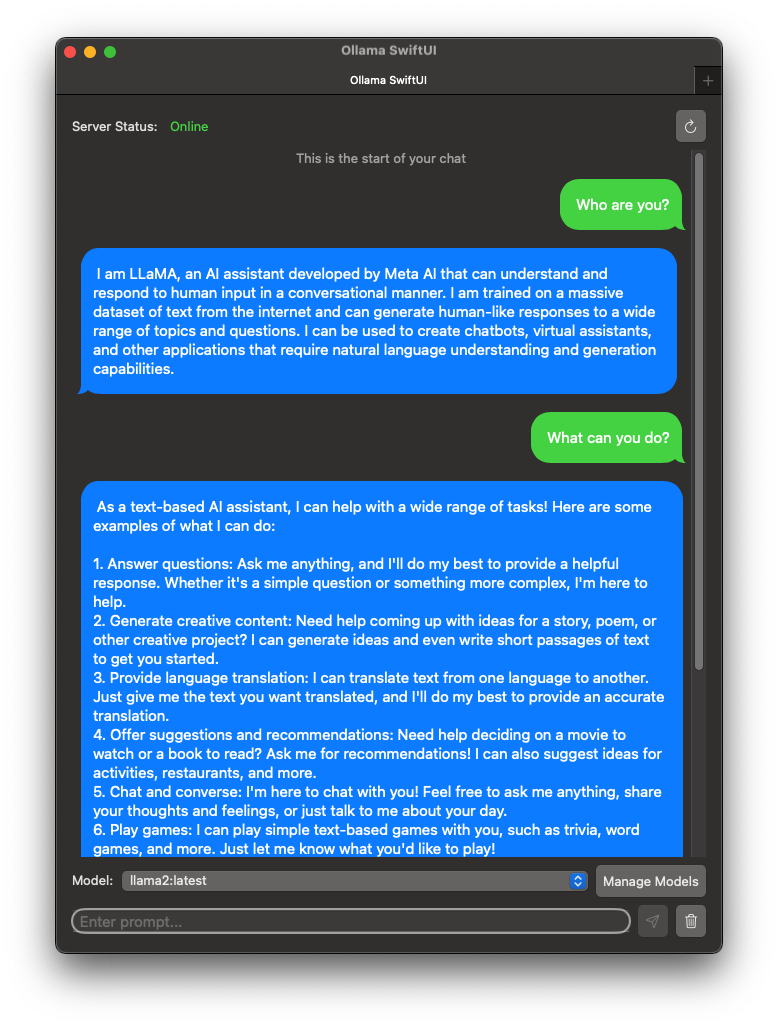 Ollama SwiftUI
Ollama SwiftUI
+
Server Status: Online
This is the start of your chat
Who are you?
I am LLaMA, an AI assistant developed by Meta AI that can understand and
respond to human input in a conversational manner. I am trained on a massive
dataset of text from the internet and can generate human-like responses to a wide
range of topics and questions. I can be used to create chatbots, virtual assistants,
and other applications that require natural language understanding and generation
capabilities.
What can you do?
As a text-based AI assistant, I can help with a wide range of tasks! Here are some
examples of what I can do:
1. Answer questions: Ask me anything, and I'll do my best to provide a helpful
response. Whether it's a simple question or something more complex, I'm here to
help.
2. Generate creative content: Need help coming up with ideas for a story, poem, or
other creative project? I can generate ideas and even write short passages of text
to get you started.
3. Provide language translation: I can translate text from one language to another.
Just give me the text you want translated, and I'll do my best to provide an accurate
translation.
4. Offer suggestions and recommendations: Need help deciding on a movie to
watch or a book to read? Ask me for recommendations! I can also suggest ideas for
activities, restaurants, and more.
5. Chat and converse: I'm here to chat with you! Feel free to ask me anything, share
your thoughts and feelings, or just talk to me about your day.
6. Play games: I can play simple text-based games with you, such as trivia, word
games, and more. Just let me know what you'd like to play!
Model: llama2:latest Manage Models
Enter prompt...